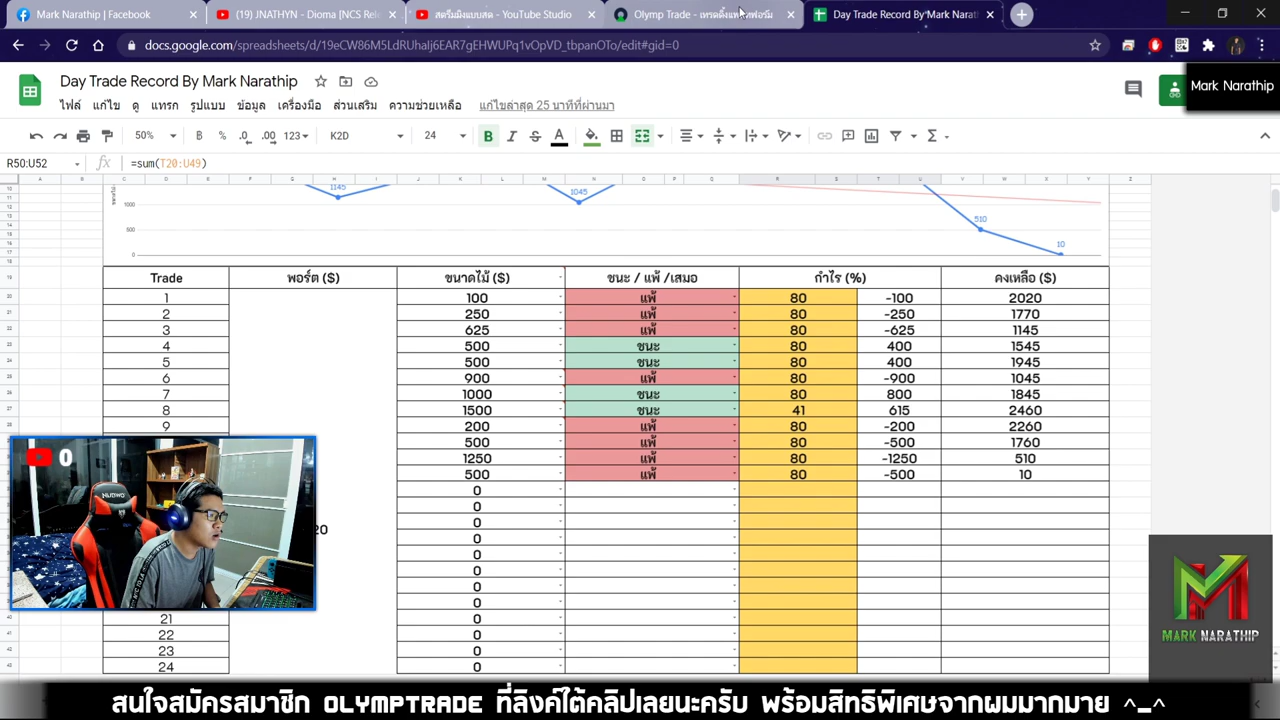 Mark Narathip | Facebook
(19) JNATHYN - Dioma [NCS Rel
สตรีมมิงแบบสด - YouTube Studio
Olymp Trade - เทรดดิ้งแพลตฟอร์ม
Day Trade Record By Mark Narat
docs.google.com/spreadsheets/d/19eCW86M5LdRUhaIj6EAR7gEHWUPq1vOpVD_tbpanOTo/edit#gid=0
Day Trade Record By Mark Narathip
Mark Narathip
ไฟล์ แก้ไข ดู แทรก รูปแบบ ข้อมูล เครื่องมือ ส่วนเสริม ความช่วยเหลือ แก้ไขล่าสุด 25 นาทีที่ผ่านมา
50% ฿ % .0 .00 123 K2D 24 B I S A
R50:U52 fx =sum(T20:U49)
1145 1045
1000
510
500
10
0
Trade พอร์ต ($) ขนาดไม้ ($) ชนะ / แพ้ /เสมอ กำไร (%) คงเหลือ ($)
1 100 แพ้ 80 -100 2020
2 250 แพ้ 80 -250 1770
3 625 แพ้ 80 -625 1145
4 500 ชนะ 80 400 1545
5 500 ชนะ 80 400 1945
6 900 แพ้ 80 -900 1045
7 1000 ชนะ 80 800 1845
8 1500 ชนะ 41 615 2460
9 200 แพ้ 80 -200 2260
500 แพ้ 80 -500 1760
1250 แพ้ 80 -1250 510
500 แพ้ 80 -500 10
0
0
0
0
0
0
0
0
21 0
22 0
23 0
24 0
0
20
MARK NARATHIP
สนใจสมัครสมาชิก OLYMPTRADE ที่ลิงค์ใต้คลิปเลยนะครับ พร้อมสิทธิพิเศษจากผมมากมาย ^_^